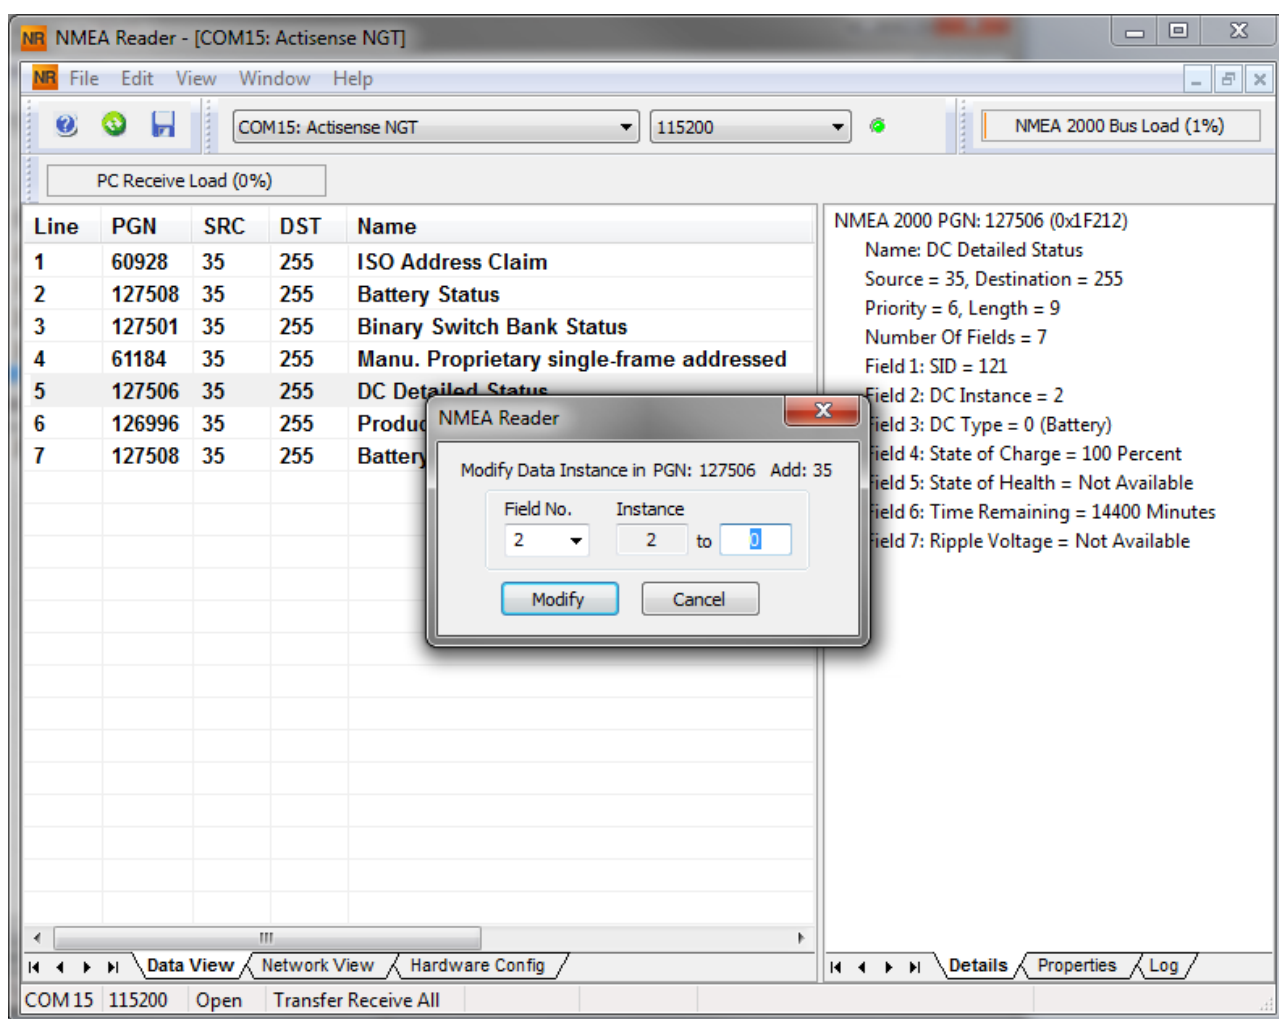 NR NMEA Reader - [COM15: Actisense NGT]
NR File Edit View Window Help
COM15: Actisense NGT 115200 NMEA 2000 Bus Load (1%)
PC Receive Load (0%)
Line PGN SRC DST Name
1 60928 35 255 ISO Address Claim
2 127508 35 255 Battery Status
3 127501 35 255 Binary Switch Bank Status
4 61184 35 255 Manu. Proprietary single-frame addressed
5 127506 35 255 DC Detailed Status
6 126996 35 255 Produc
7 127508 35 255 Battery
NMEA Reader
Modify Data Instance in PGN: 127506 Add: 35
Field No. Instance
2 2 to 0
Modify Cancel
NMEA 2000 PGN: 127506 (0x1F212)
Name: DC Detailed Status
Source = 35, Destination = 255
Priority = 6, Length = 9
Number Of Fields = 7
Field 1: SID = 121
Field 2: DC Instance = 2
Field 3: DC Type = 0 (Battery)
Field 4: State of Charge = 100 Percent
Field 5: State of Health = Not Available
Field 6: Time Remaining = 14400 Minutes
Field 7: Ripple Voltage = Not Available
Data View Network View Hardware Config
Details Properties Log
COM 15 115200 Open Transfer Receive All